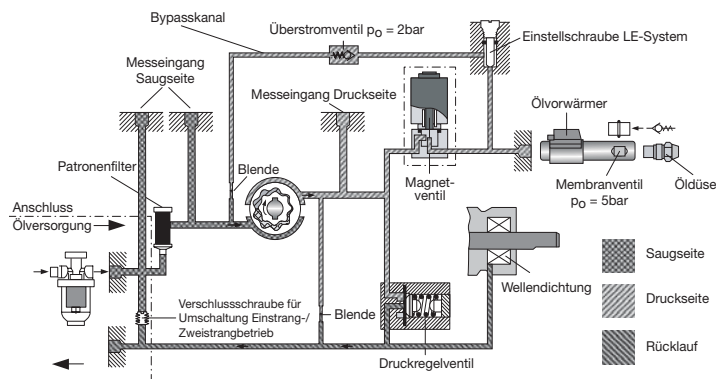 Bypasskanal
Überstromventil pₒ = 2bar
Einstellschraube LE-System
Messeingang
Saugseite
Messeingang Druckseite
Ölvorwärmer
Patronenfilter
Blende
Magnet-
ventil
Membranventil
pₒ = 5bar
Öldüse
Anschluss
Ölversorgung
Saugseite
Wellendichtung
Druckseite
Verschlussschraube für
Umschaltung Einstrang-/
Zweistrangbetrieb
Blende
Druckregelventil
Rücklauf